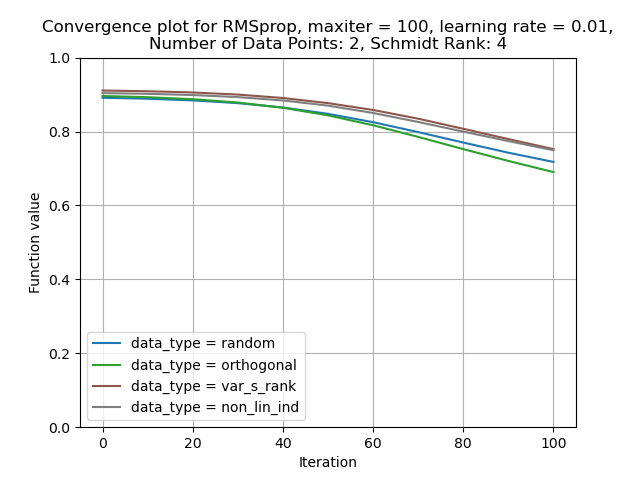 Convergence plot for RMSprop, maxiter = 100, learning rate = 0.01,
Number of Data Points: 2, Schmidt Rank: 4
1.0
0.8
0.6
0.4
0.2
0.0
Function value
data_type = random
data_type = orthogonal
data_type = var_s_rank
data_type = non_lin_ind
0 20 40 60 80 100
Iteration